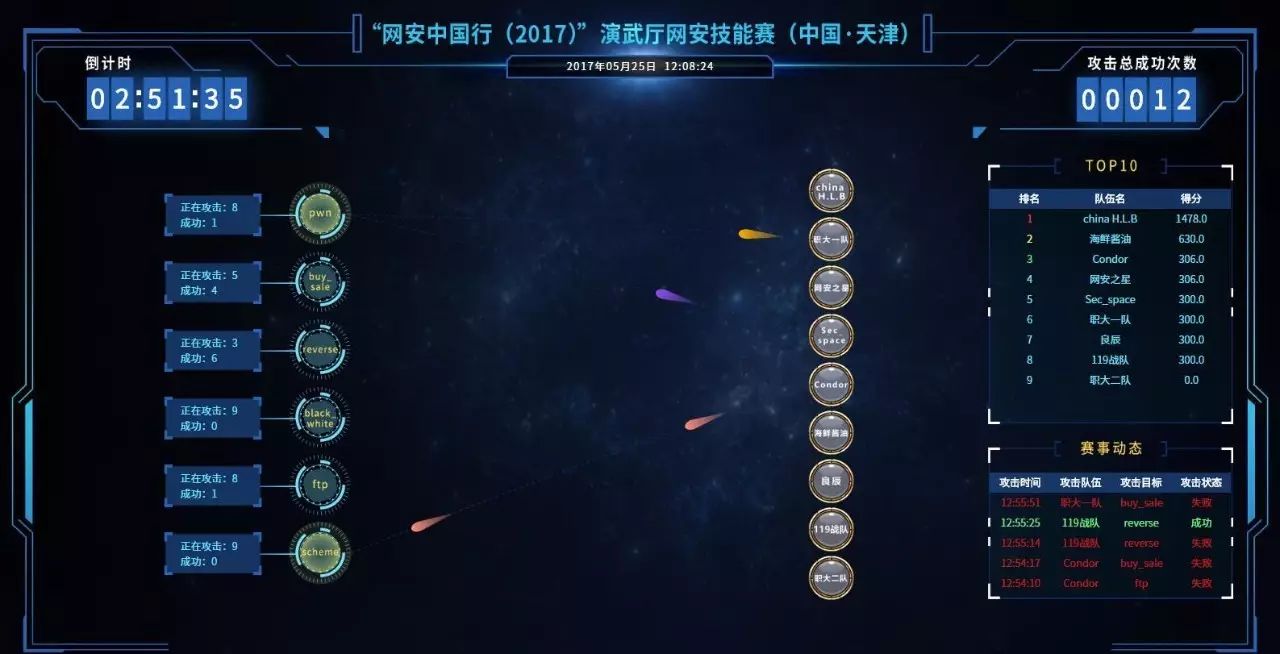 “网安中国行（2017）”演武厅网安技能赛（中国·天津）
2017年05月25日 12:08:24
倒计时
02:51:35
攻击总成功次数
00012
正在攻击：8
成功：1
pwn
正在攻击：5
成功：4
buy_
sale
正在攻击：3
成功：6
reverse
正在攻击：9
成功：0
black_
white
正在攻击：8
成功：1
ftp
正在攻击：9
成功：0
scheme
china
H.L.B
职大一队
网安之星
Sec_
space
Condor
海鲜酱油
良辰
119战队
职大二队
TOP10
排名 队伍名 得分
1 china H.L.B 1478.0
2 海鲜酱油 630.0
3 Condor 306.0
4 网安之星 306.0
5 Sec_space 300.0
6 职大一队 300.0
7 良辰 300.0
8 119战队 300.0
9 职大二队 0.0
赛事动态
攻击时间 攻击队伍 攻击目标 攻击状态
12:55:51 职大一队 buy_sale 失败
12:55:25 119战队 reverse 成功
12:55:14 119战队 reverse 失败
12:54:17 Condor buy_sale 失败
12:54:10 Condor ftp 失败